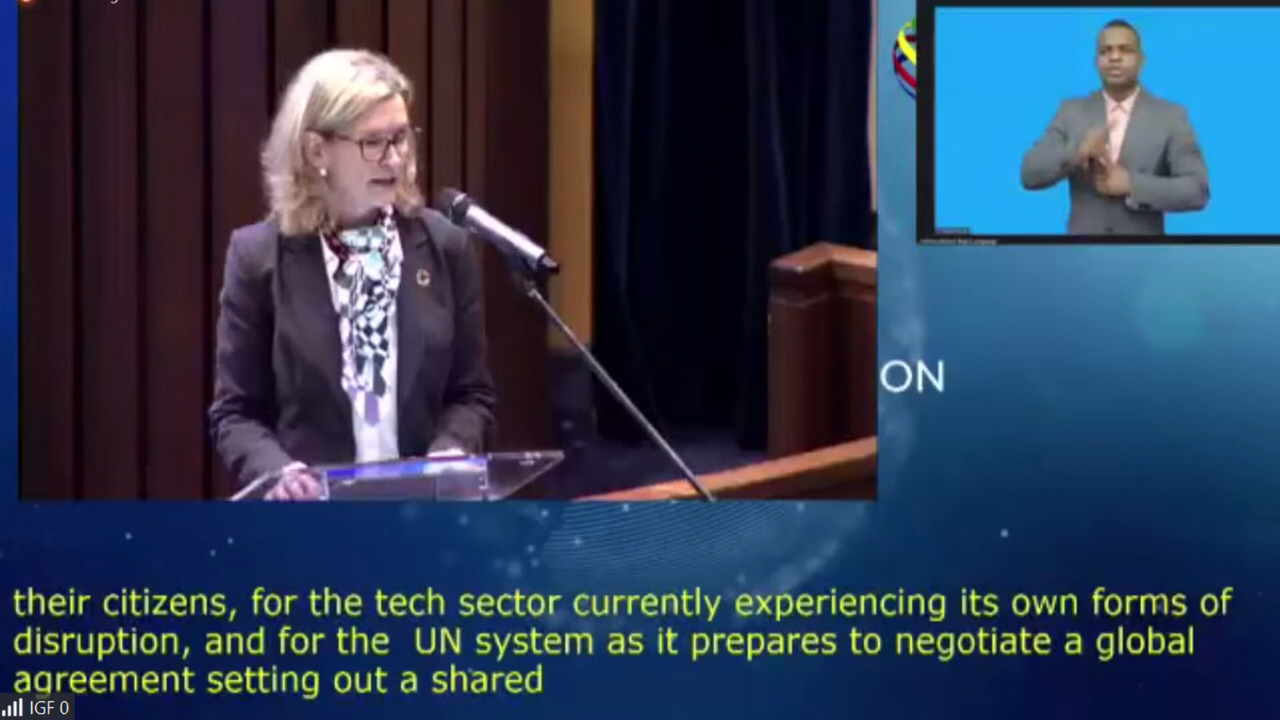 ON
their citizens, for the tech sector currently experiencing its own forms of
disruption, and for the UN system as it prepares to negotiate a global
agreement setting out a shared
IGF 0